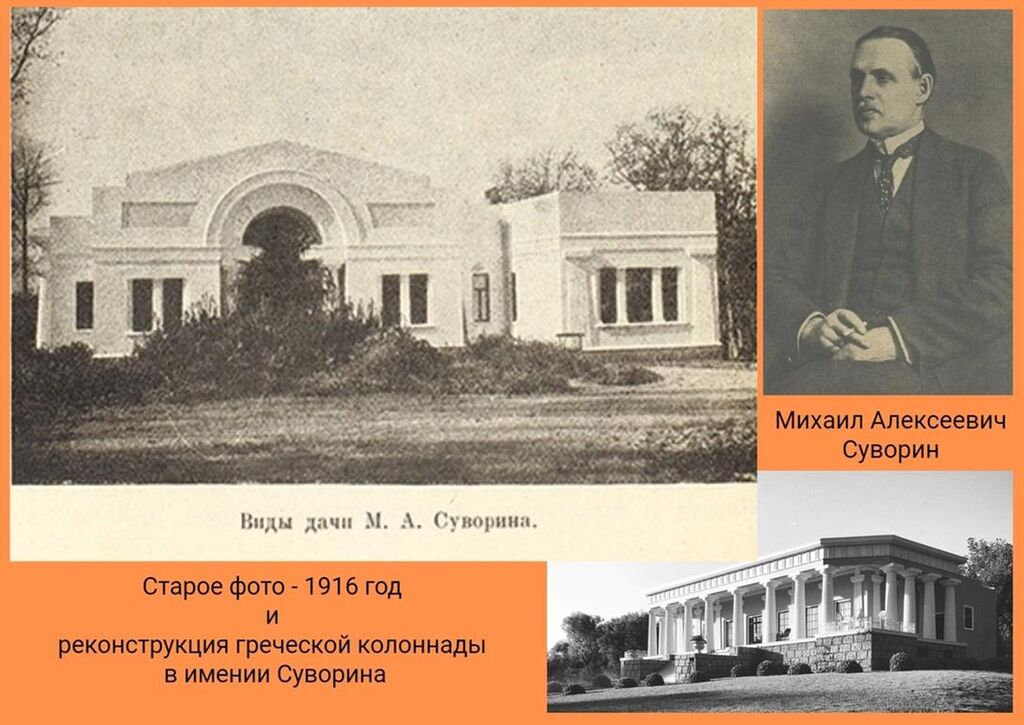 Виды дачи М. А. Суворина.
Михаил Алексеевич
Суворин
Старое фото - 1916 год
и
реконструкция греческой колоннады
в имении Суворина